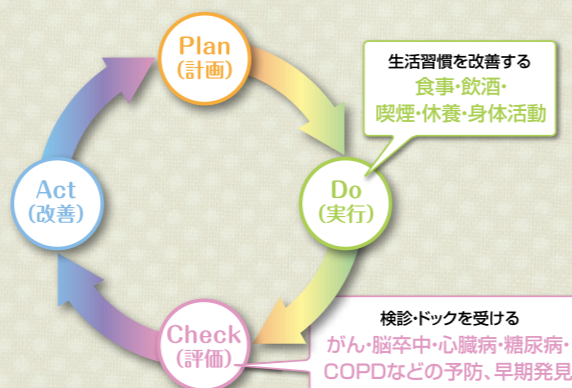 Plan
(計画)
生活習慣を改善する
食事・飲酒・
喫煙・休養・身体活動
Act
(改善)
Do
(実行)
Check
(評価)
検診・ドックを受ける
がん・脳卒中・心臓病・糖尿病・
COPDなどの予防、早期発見